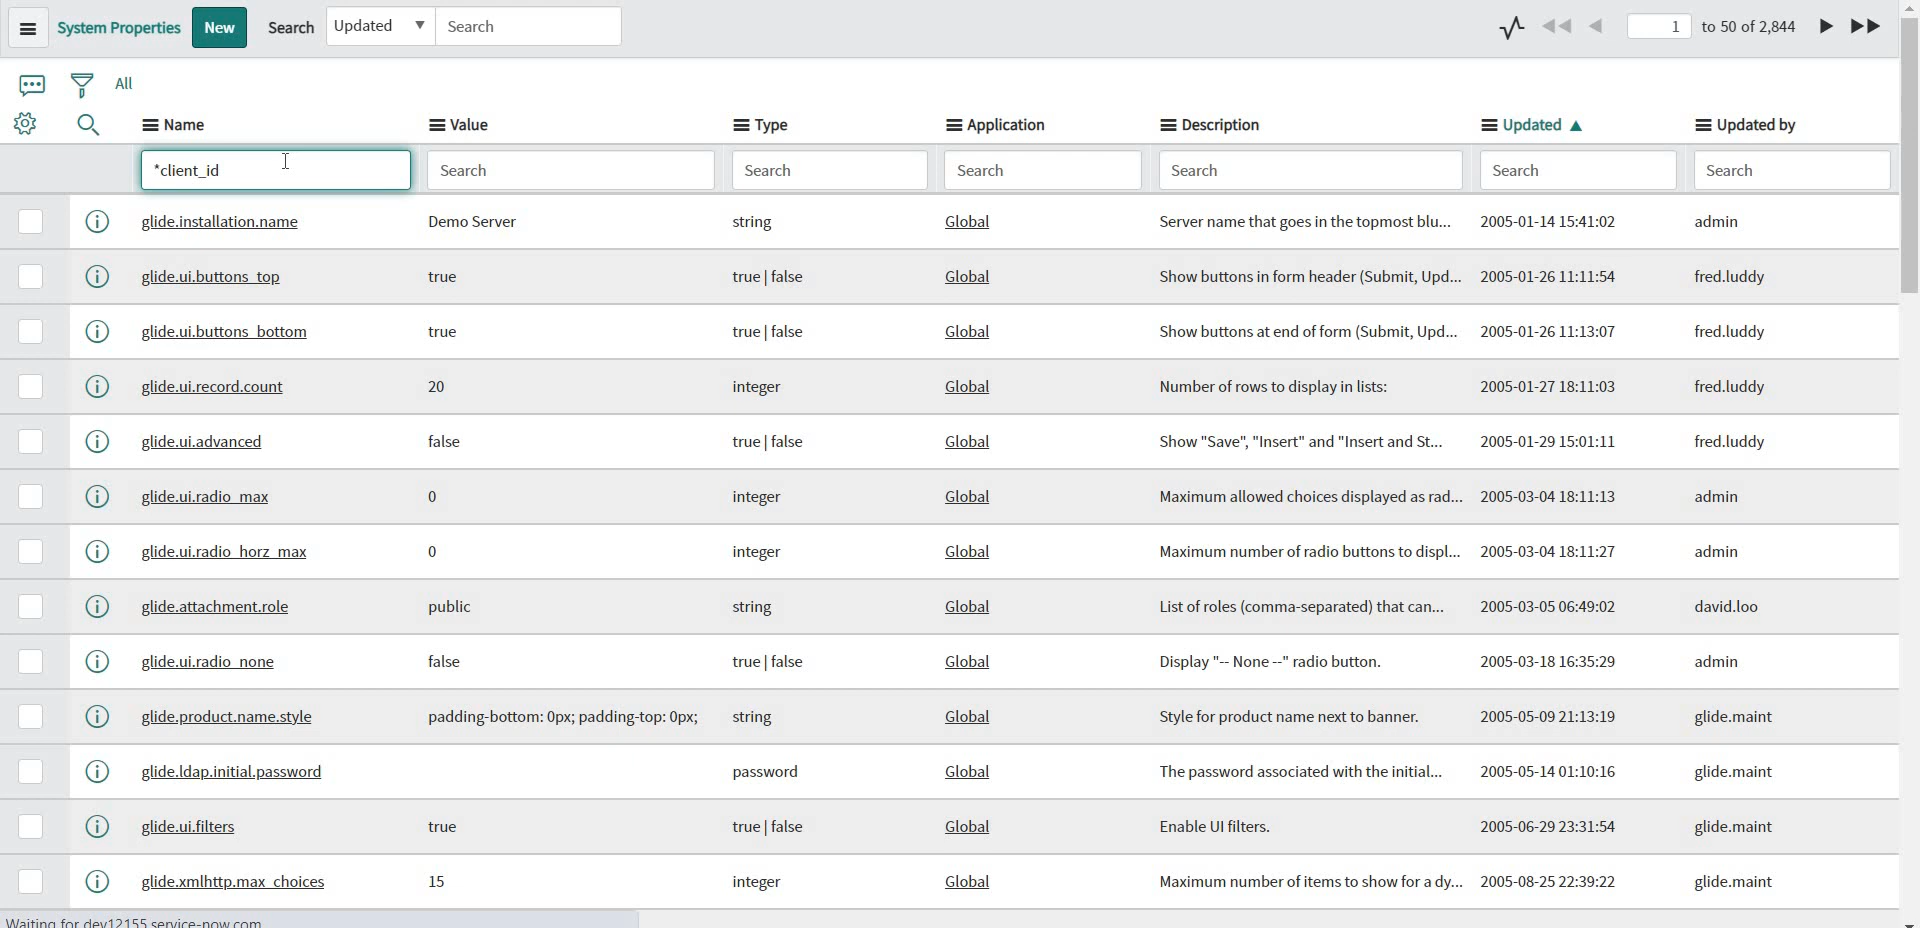 System Properties New Search Updated Search 1 to 50 of 2,844
All
Name Value Type Application Description Updated Updated by
*client_id Search Search Search Search Search Search
glide.installation.name Demo Server string Global Server name that goes in the topmost blu... 2005-01-14 15:41:02 admin
glide.ui.buttons_top true true | false Global Show buttons in form header (Submit, Upd... 2005-01-26 11:11:54 fred.luddy
glide.ui.buttons_bottom true true | false Global Show buttons at end of form (Submit, Upd... 2005-01-26 11:13:07 fred.luddy
glide.ui.record.count 20 integer Global Number of rows to display in lists: 2005-01-27 18:11:03 fred.luddy
glide.ui.advanced false true | false Global Show "Save", "Insert" and "Insert and St... 2005-01-29 15:01:11 fred.luddy
glide.ui.radio_max 0 integer Global Maximum allowed choices displayed as rad... 2005-03-04 18:11:13 admin
glide.ui.radio_horz_max 0 integer Global Maximum number of radio buttons to displ... 2005-03-04 18:11:27 admin
glide.attachment.role public string Global List of roles (comma-separated) that can... 2005-03-05 06:49:02 david.loo
glide.ui.radio_none false true | false Global Display "-- None --" radio button. 2005-03-18 16:35:29 admin
glide.product.name.style padding-bottom: 0px; padding-top: 0px; string Global Style for product name next to banner. 2005-05-09 21:13:19 glide.maint
glide.ldap.initial.password password Global The password associated with the initial... 2005-05-14 01:10:16 glide.maint
glide.ui.filters true true | false Global Enable UI filters. 2005-06-29 23:31:54 glide.maint
glide.xmlhttp.max_choices 15 integer Global Maximum number of items to show for a dy... 2005-08-25 22:39:22 glide.maint
Waiting for dev12155.service-now.com